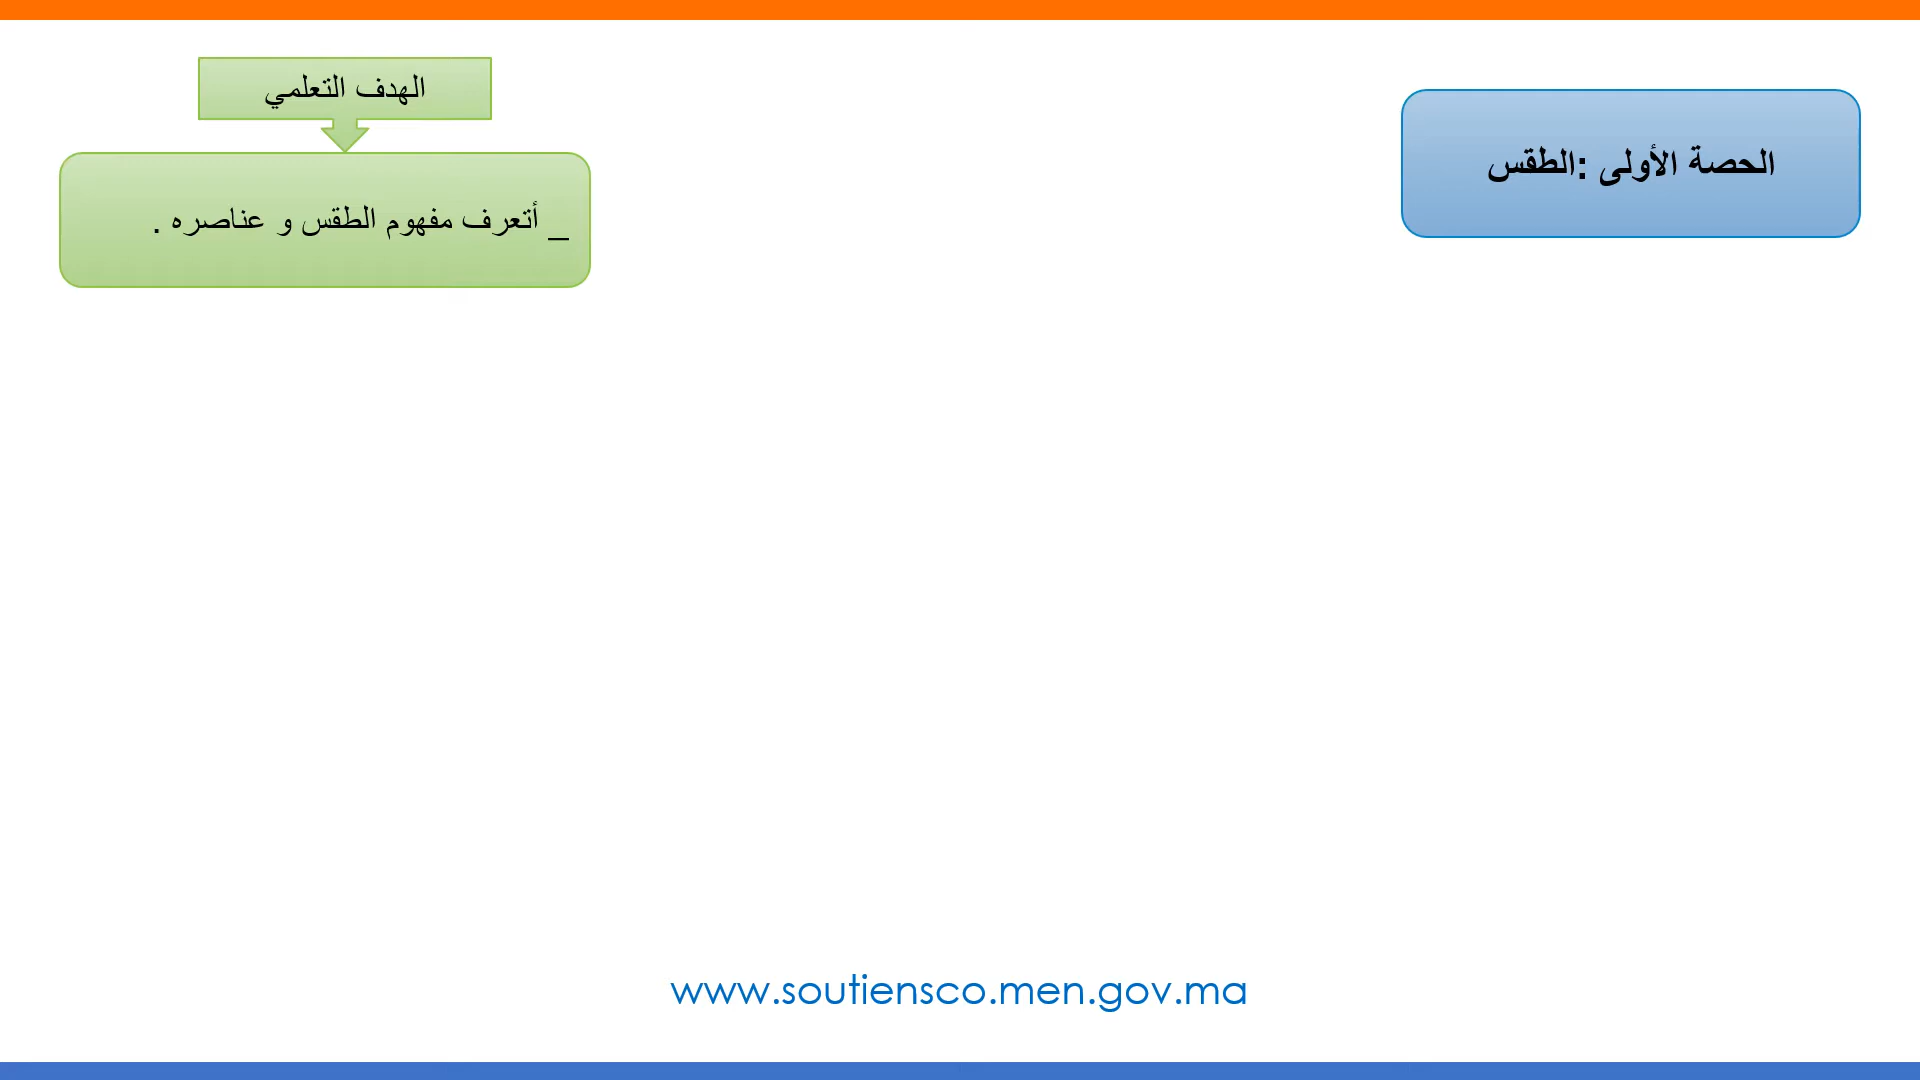 الحصة الأولى :الطقس
الهدف التعلمي
_ أتعرف مفهوم الطقس و عناصره .
www.soutiensco.men.gov.ma